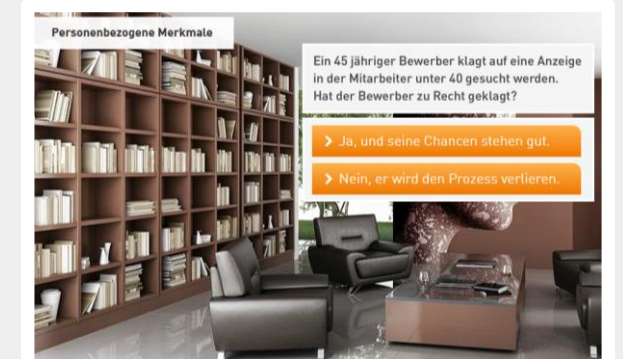 Personenbezogene Merkmale
Ein 45 jähriger Bewerber klagt auf eine Anzeige
in der Mitarbeiter unter 40 gesucht werden.
Hat der Bewerber zu Recht geklagt?
> Ja, und seine Chancen stehen gut.
> Nein, er wird den Prozess verlieren.